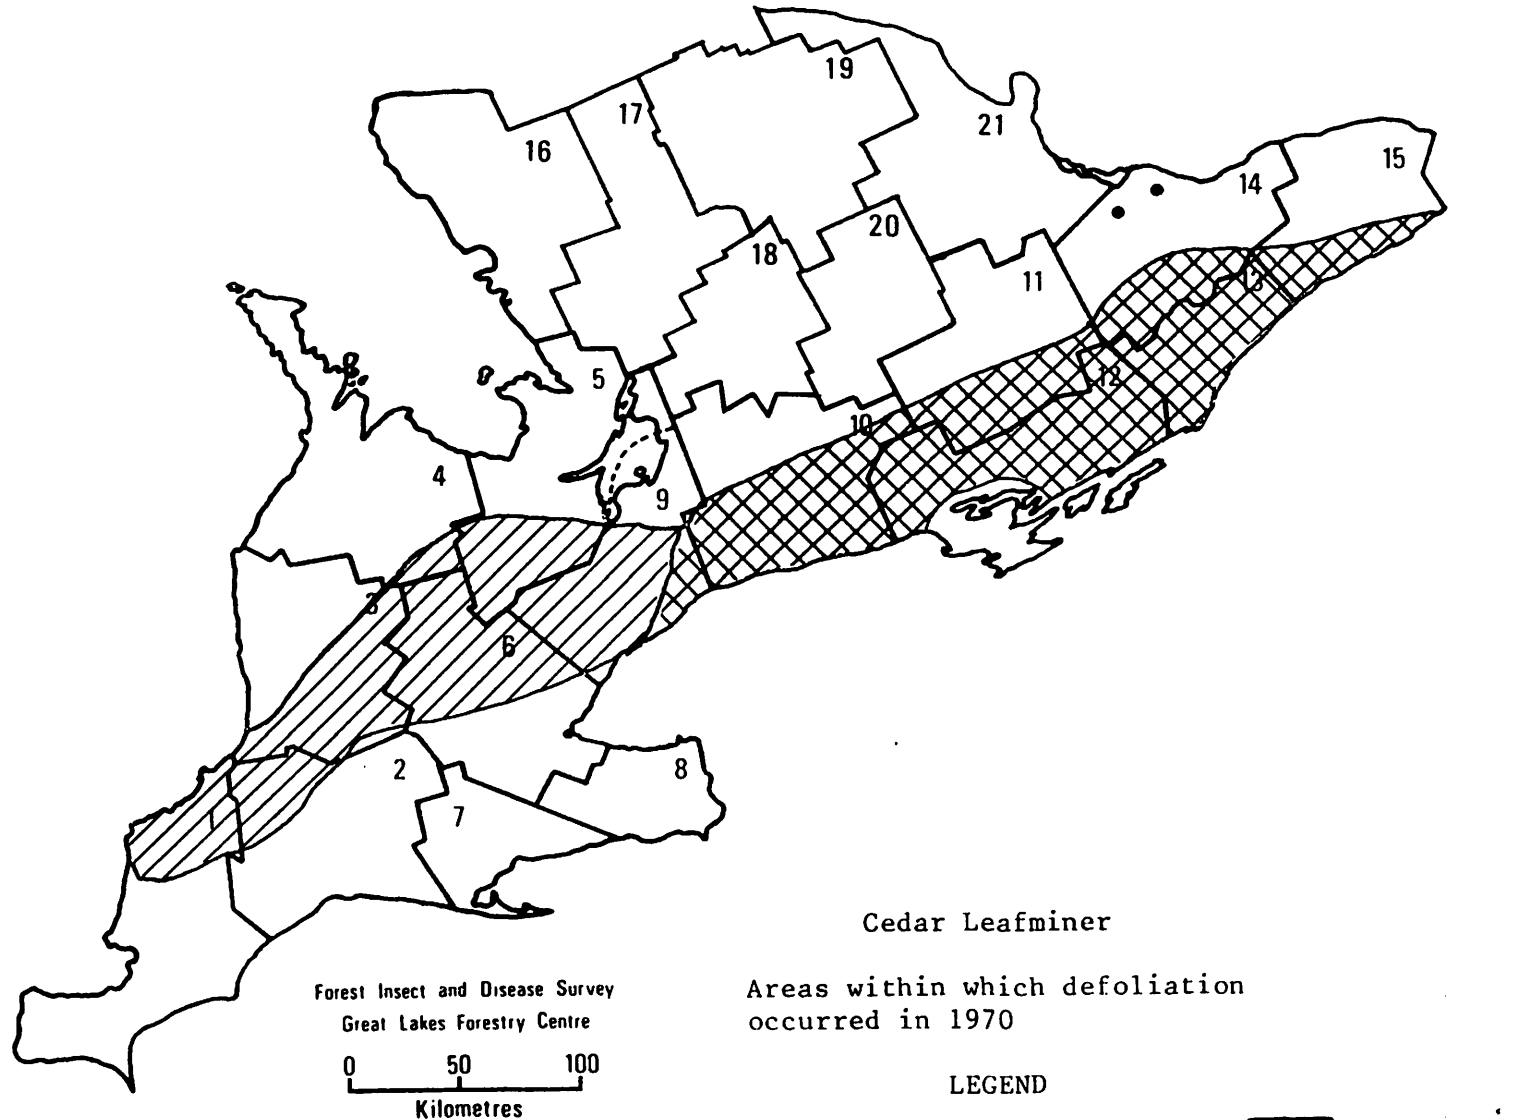 19
17
21
16
15
14
20
18
11
13
5
12
10
4
9
3
6
2
8
1
7
Cedar Leafminer
Forest Insect and Disease Survey
Areas within which defoliation
Great Lakes Forestry Centre
occurred in 1970
0 50 100
Kilometres
LEGEND